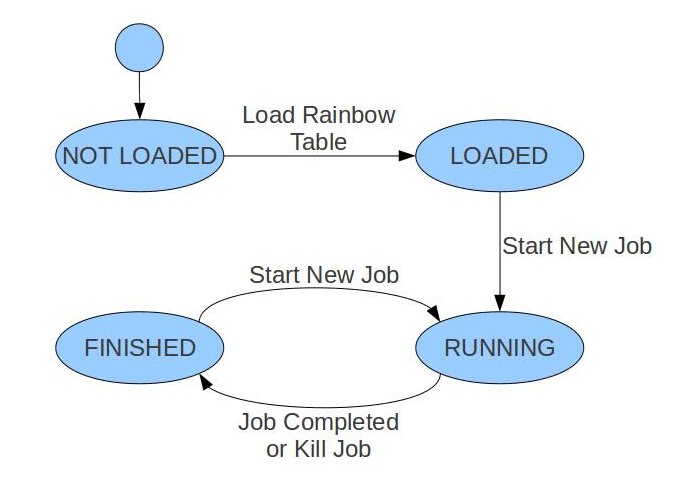 Load Rainbow
Table
NOT LOADED
LOADED
Start New Job
Start New Job
FINISHED
RUNNING
Job Completed
or Kill Job